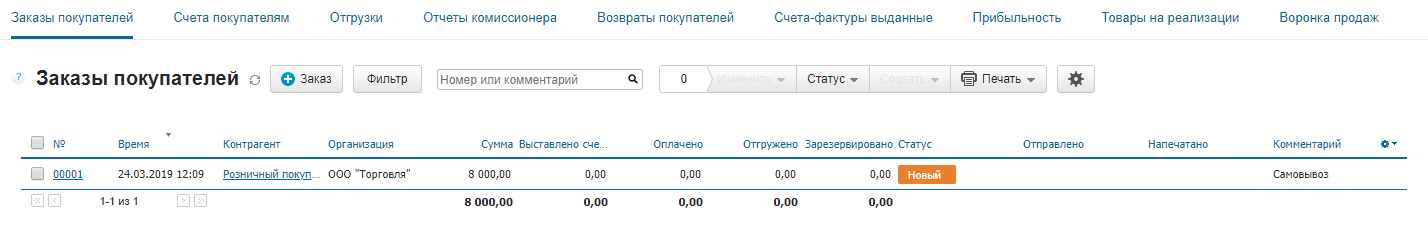 Заказы покупателей Счета покупателям Отгрузки Отчеты комиссионера Возвраты покупателей Счета-фактуры выданные Прибыльность Товары на реализации Воронка продаж
? Заказы покупателей Заказ Фильтр Номер или комментарий 0 Изменить Статус Создать Печать
№ Время Контрагент Организация Сумма Выставлено сче... Оплачено Отгружено Зарезервировано Статус Отправлено Напечатано Комментарий
00001 24.03.2019 12:09 Розничный покуп... ООО "Торговля" 8 000,00 0,00 0,00 0,00 0,00 Новый Самовывоз
1-1 из 1 8 000,00 0,00 0,00 0,00 0,00